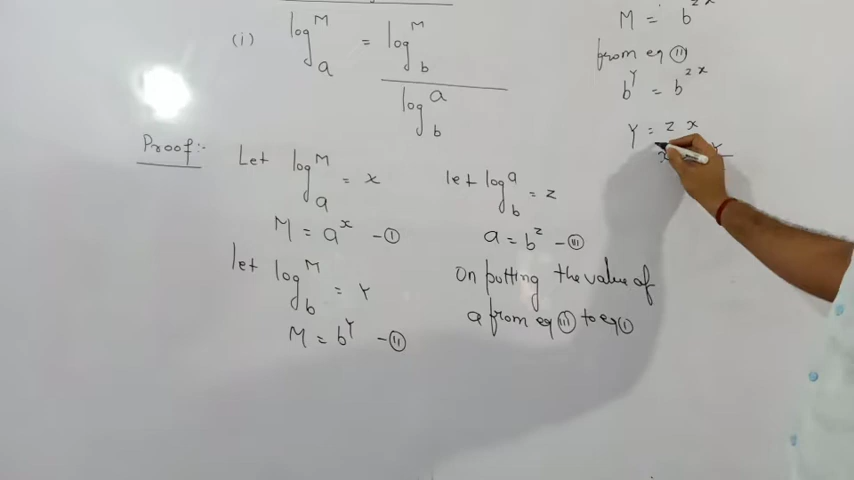 (i) log_a^M = log_b^M / log_b^a
Proof:-
Let log_a^M = x
M = a^x - (I)
let log_b^M = Y
M = b^Y - (II)
let log_b^a = z
a = b^z - (III)
On putting the value of
a from eq (III) to eq (I)
M = b^zx
from eq (II)
b^Y = b^zx
Y = z x
x Y